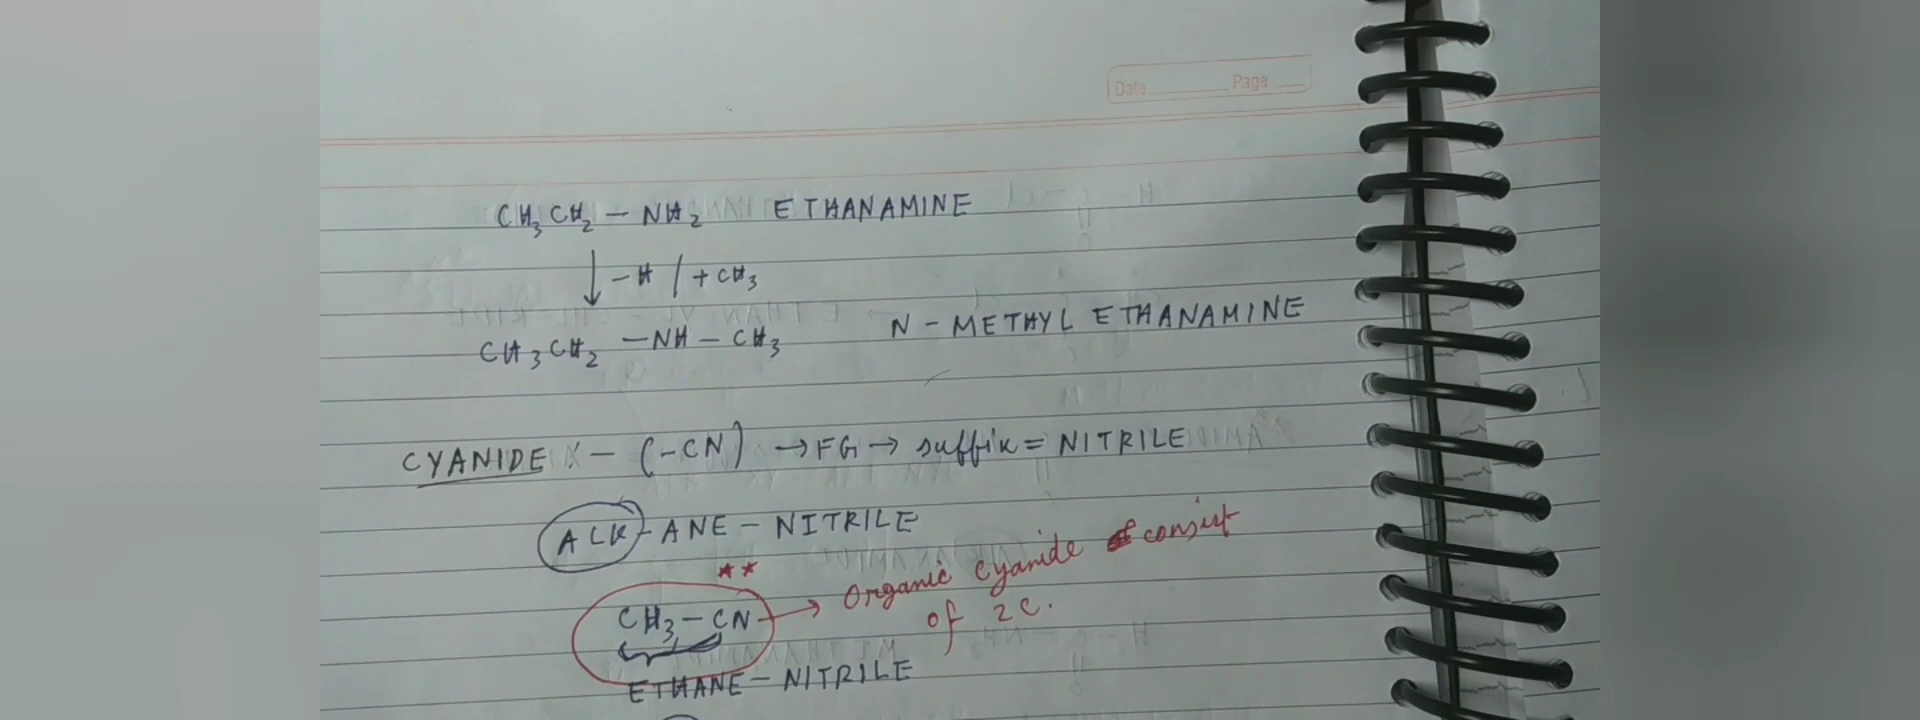 Date Page
CH₃CH₂ – NH₂ ETHANAMINE
↓ – H / + CH₃
CH₃CH₂ – NH – CH₃ N - METHYL ETHANAMINE
CYANIDE – (-CN) → FG → suffix = NITRILE
ALK - ANE - NITRILE
** 
CH₃ – CN → Organic cyanide consist
of 2C.
ETHANE - NITRILE